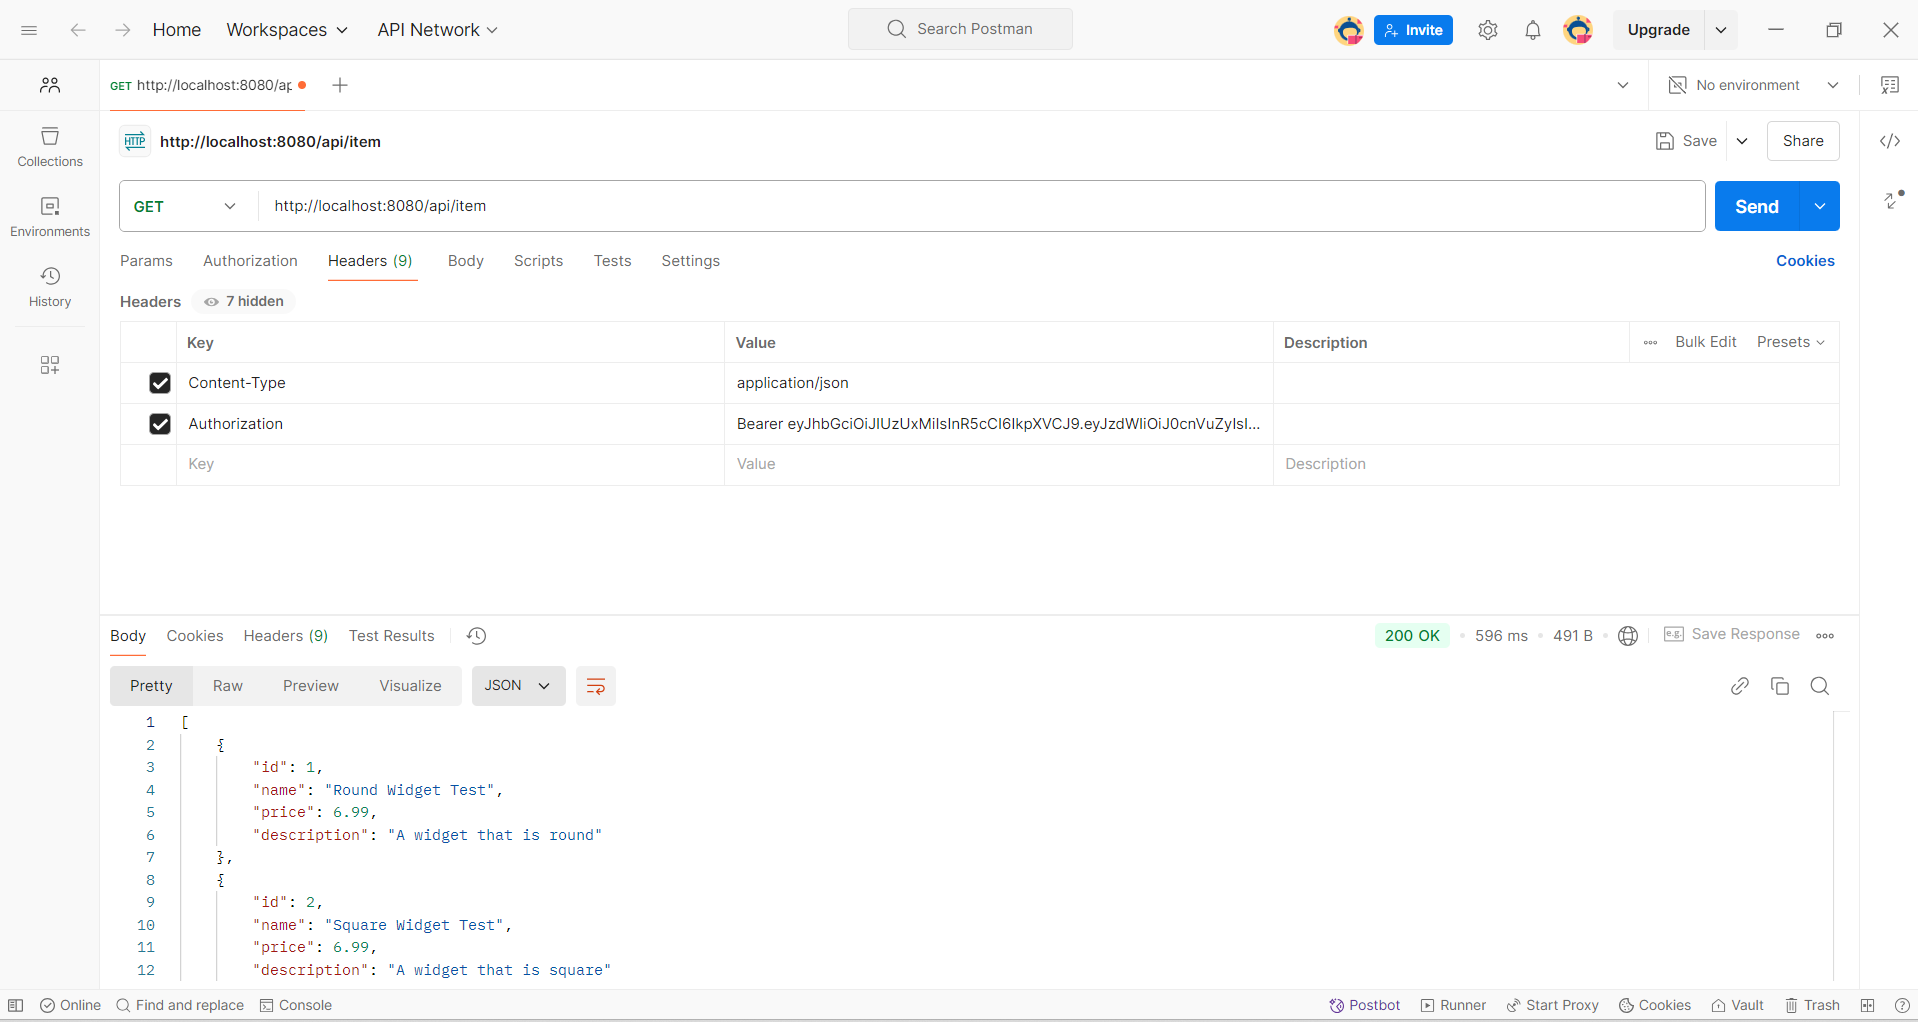 Home Workspaces API Network Search Postman Invite Upgrade
GET http://localhost:8080/ap No environment
Collections
Environments
History
HTTP http://localhost:8080/api/item Save Share
GET http://localhost:8080/api/item Send
Params Authorization Headers (9) Body Scripts Tests Settings Cookies
Headers 7 hidden
Key Value Description Bulk Edit Presets
Content-Type application/json
Authorization Bearer eyJhbGciOiJIUzUxMiIsInR5cCI6IkpXVCJ9.eyJzdWIiOiJ0cnVuZyIsI...
Key Value Description
Body Cookies Headers (9) Test Results 200 OK 596 ms 491 B e.g. Save Response
Pretty Raw Preview Visualize JSON
1 [
2 {
3 "id": 1,
4 "name": "Round Widget Test",
5 "price": 6.99,
6 "description": "A widget that is round"
7 },
8 {
9 "id": 2,
10 "name": "Square Widget Test",
11 "price": 6.99,
12 "description": "A widget that is square"
Online Find and replace Console Postbot Runner Start Proxy Cookies Vault Trash